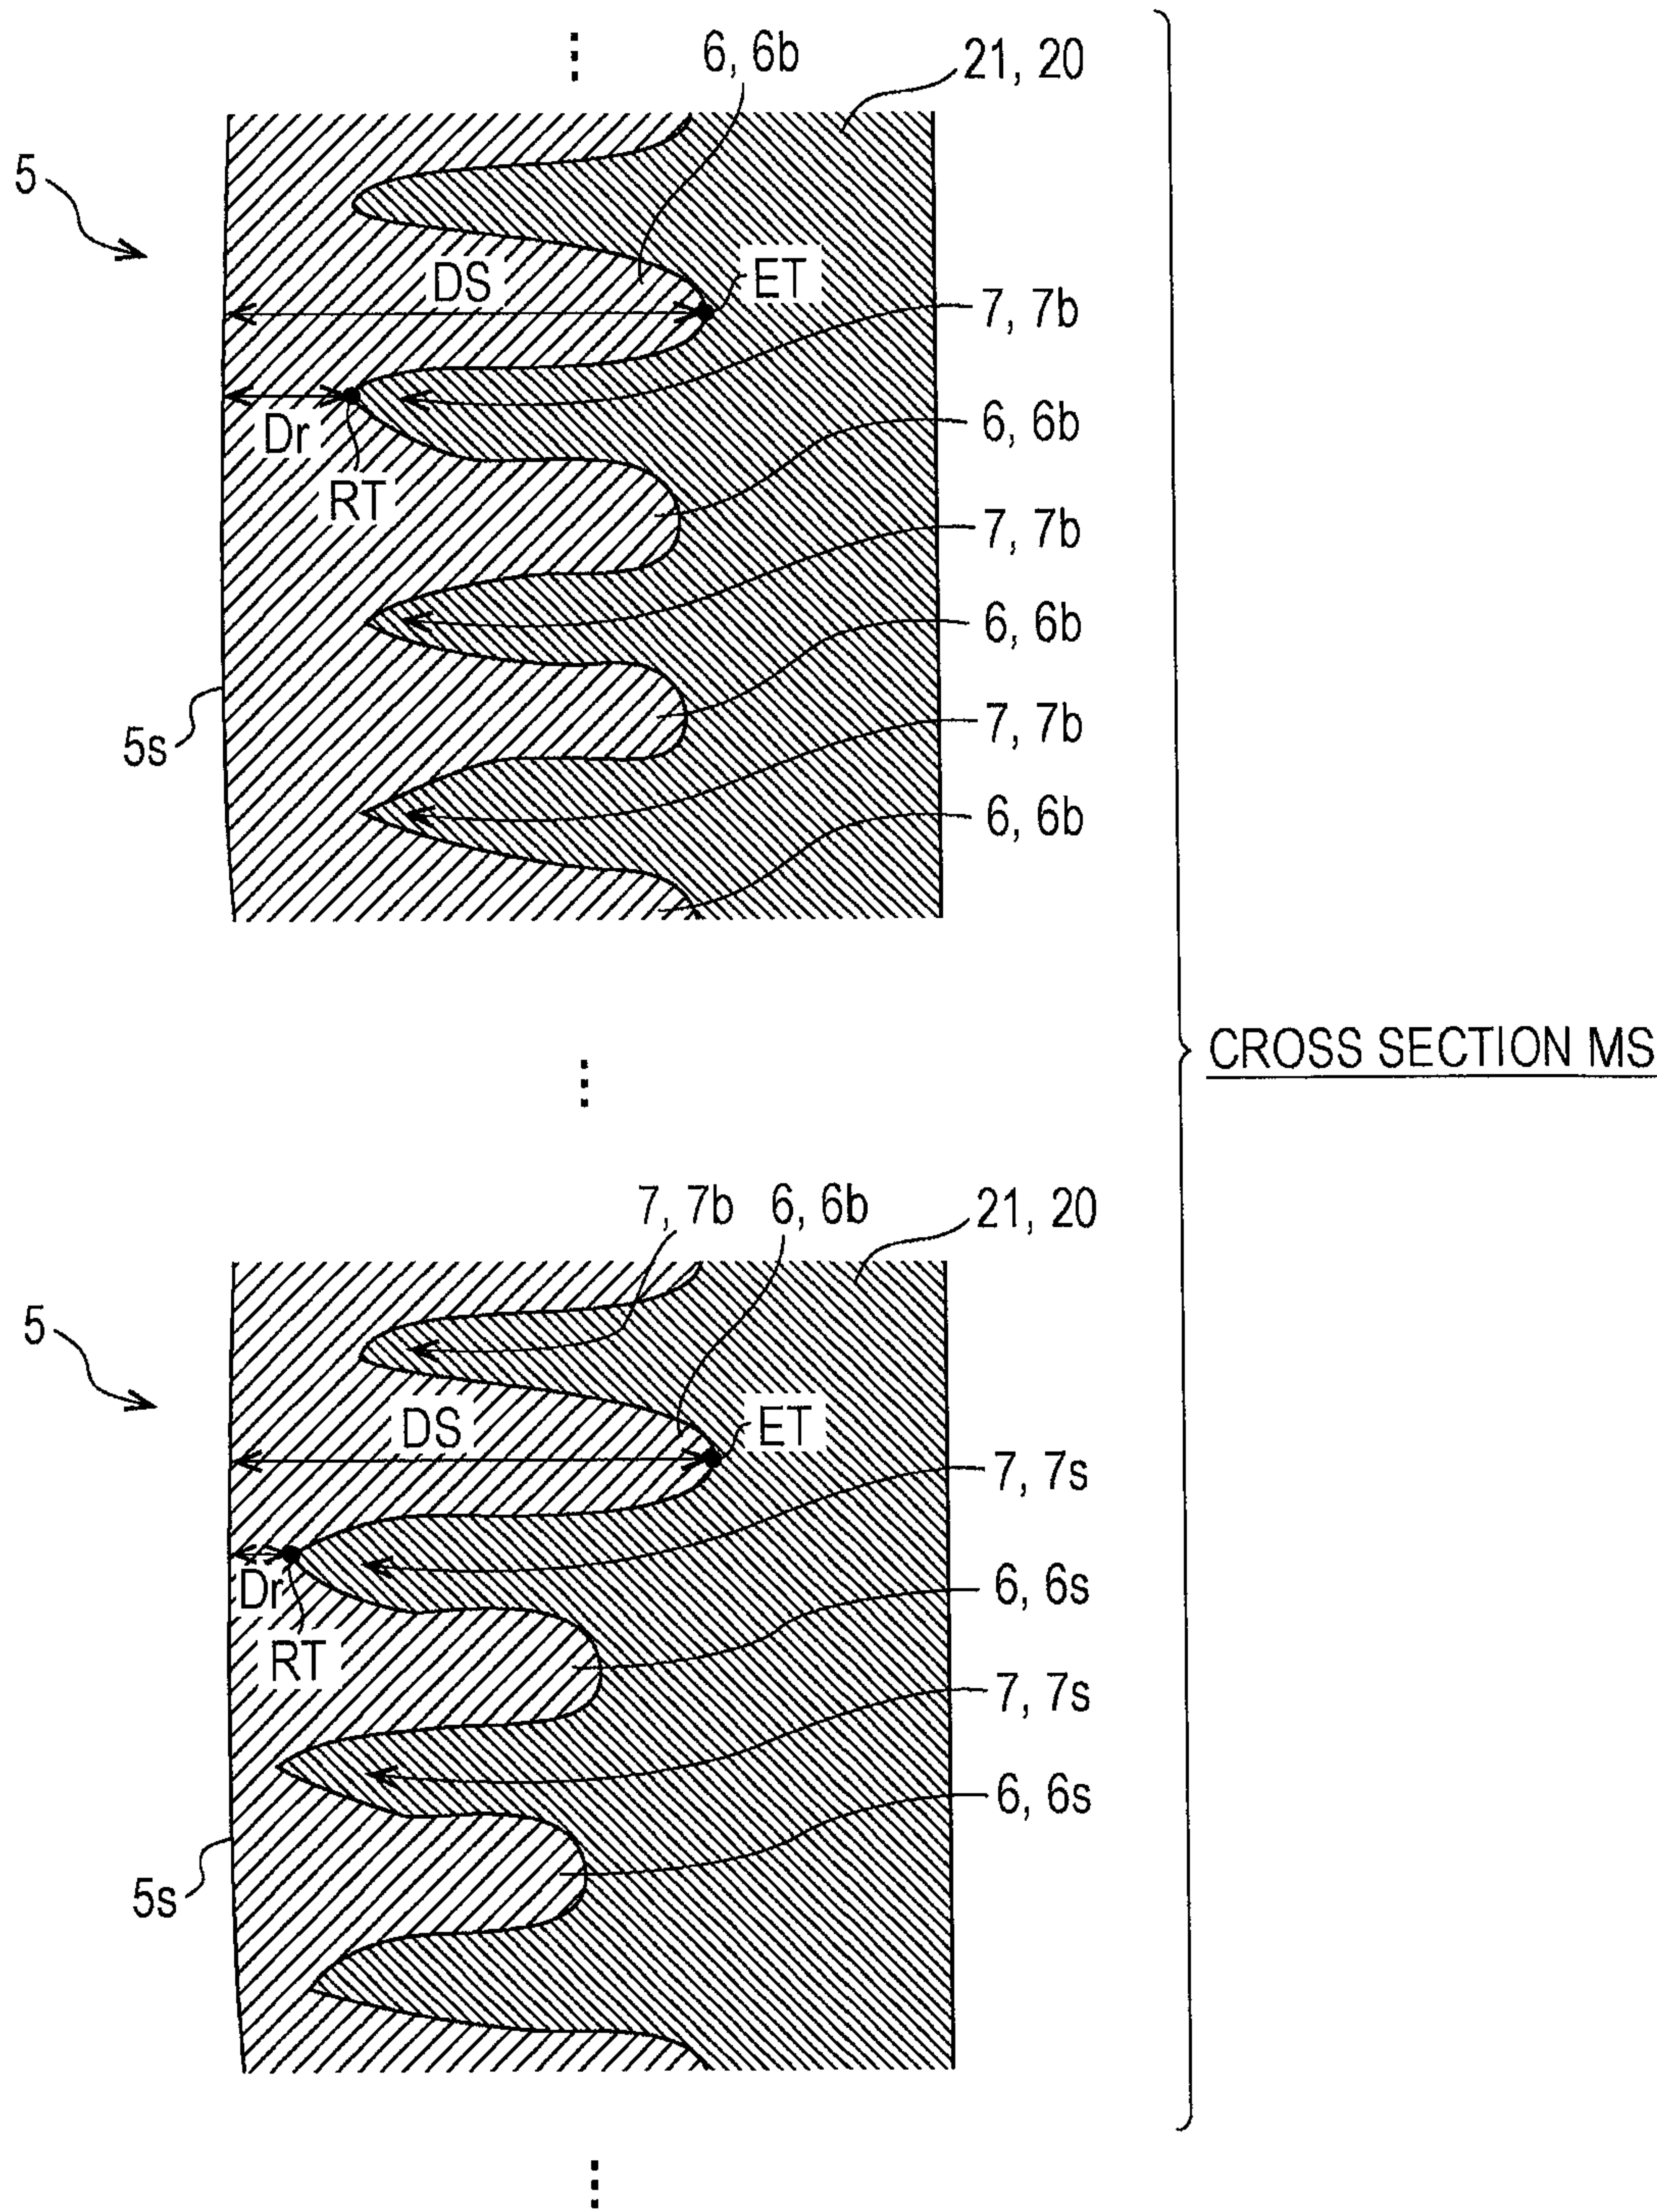 6, 6b
21, 20
5
DS
ET
7, 7b
Dr
6, 6b
RT
7, 7b
6, 6b
7, 7b
5s
6, 6b
CROSS SECTION MS
7, 7b 6, 6b
21, 20
5
DS
ET
7, 7s
Dr
6, 6s
RT
7, 7s
6, 6s
5s